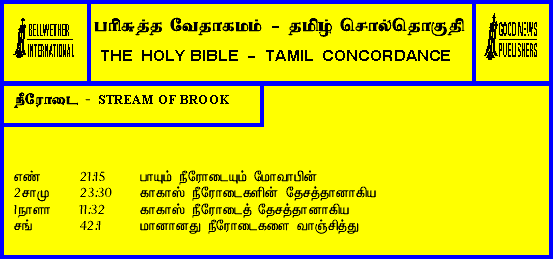 BELLWETHER
INTERNATIONAL
பரிசுத்த வேதாகமம் - தமிழ் சொல்தொகுதி
THE HOLY BIBLE - TAMIL CONCORDANCE
GOOD NEWS
PUBLISHERS
நீரோடை - STREAM OF BROOK
எண் 21:15 பாயும் நீரோடையும் மோவாபின்
2சாமு 23:30 காகாஸ் நீரோடைகளின் தேசத்தானாகிய
1நாளா 11:32 காகாஸ் நீரோடைத் தேசத்தானாகிய
சங் 42:1 மானானது நீரோடைகளை வாஞ்சித்து